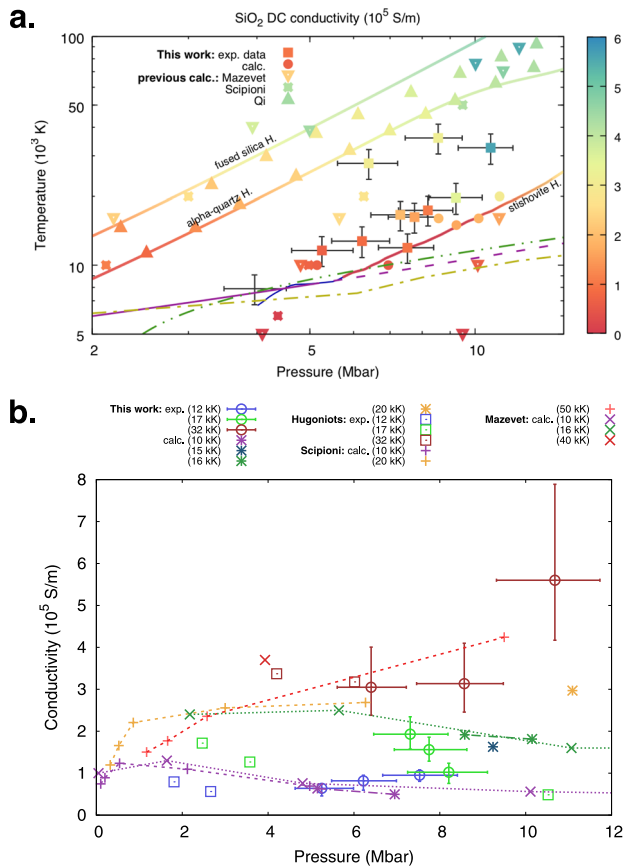 a.
SiO2 DC conductivity (10^5 S/m)
This work: exp. data
calc.
previous calc.: Mazevet
Scipioni
Qi
fused silica H.
alpha-quartz H.
stishovite H.
Temperature (10^3 K)
100
50
10
5
2
5
10
Pressure (Mbar)
6
5
4
3
2
1
0
b.
This work: exp. (12 kK)
(17 kK)
(32 kK)
calc. (10 kK)
(15 kK)
(16 kK)
(20 kK)
Hugoniots: exp. (12 kK)
(17 kK)
(32 kK)
Scipioni: calc. (10 kK)
(20 kK)
(50 kK)
Mazevet: calc. (10 kK)
(16 kK)
(40 kK)
Conductivity (10^5 S/m)
8
7
6
5
4
3
2
1
0
0
2
4
6
8
10
12
Pressure (Mbar)